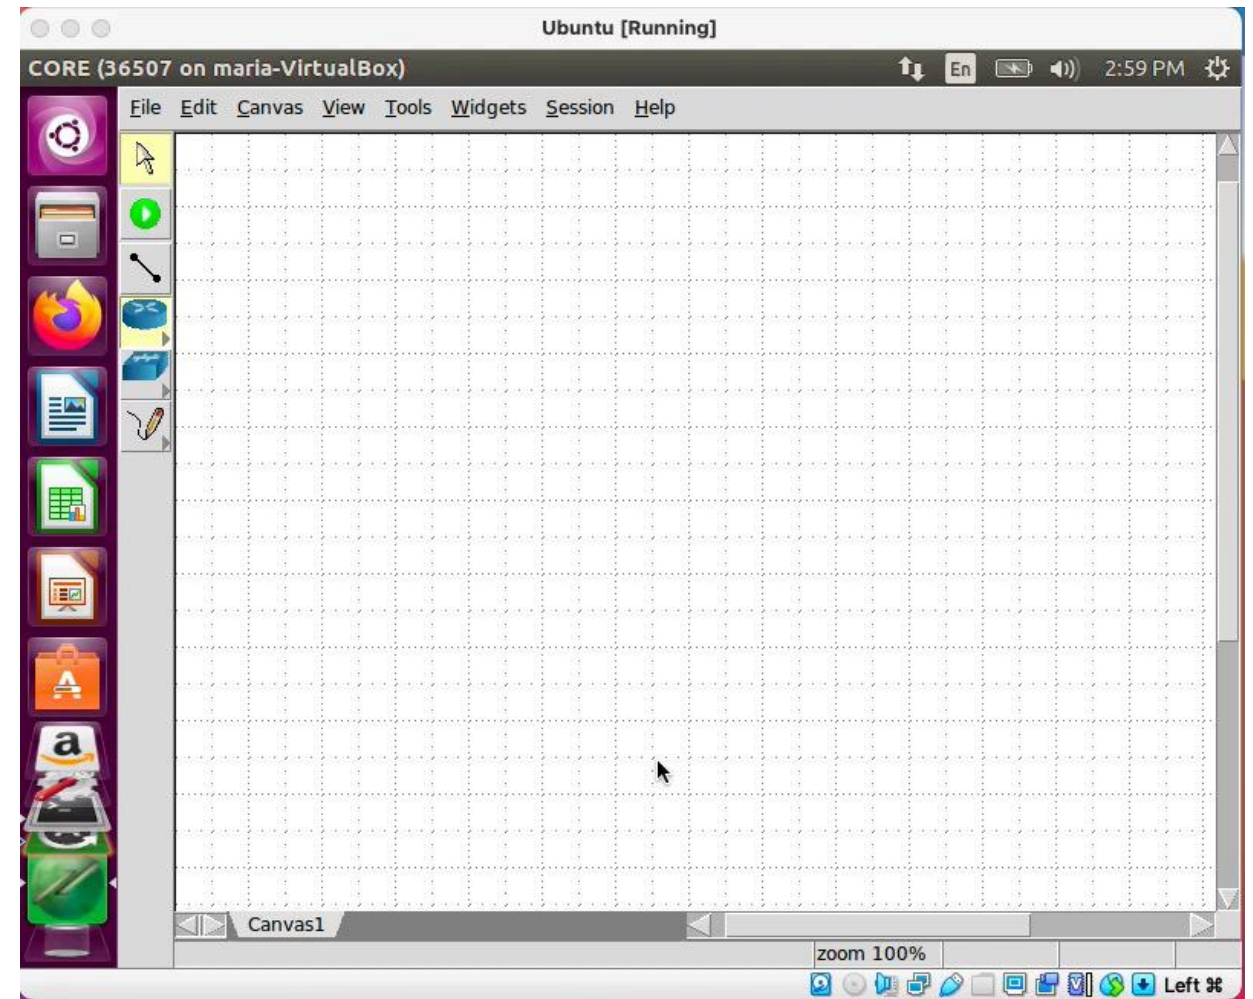 Ubuntu [Running]
CORE (36507 on maria-VirtualBox)
En
2:59 PM
File Edit Canvas View Tools Widgets Session Help
Canvas1
zoom 100%
Left ⌘